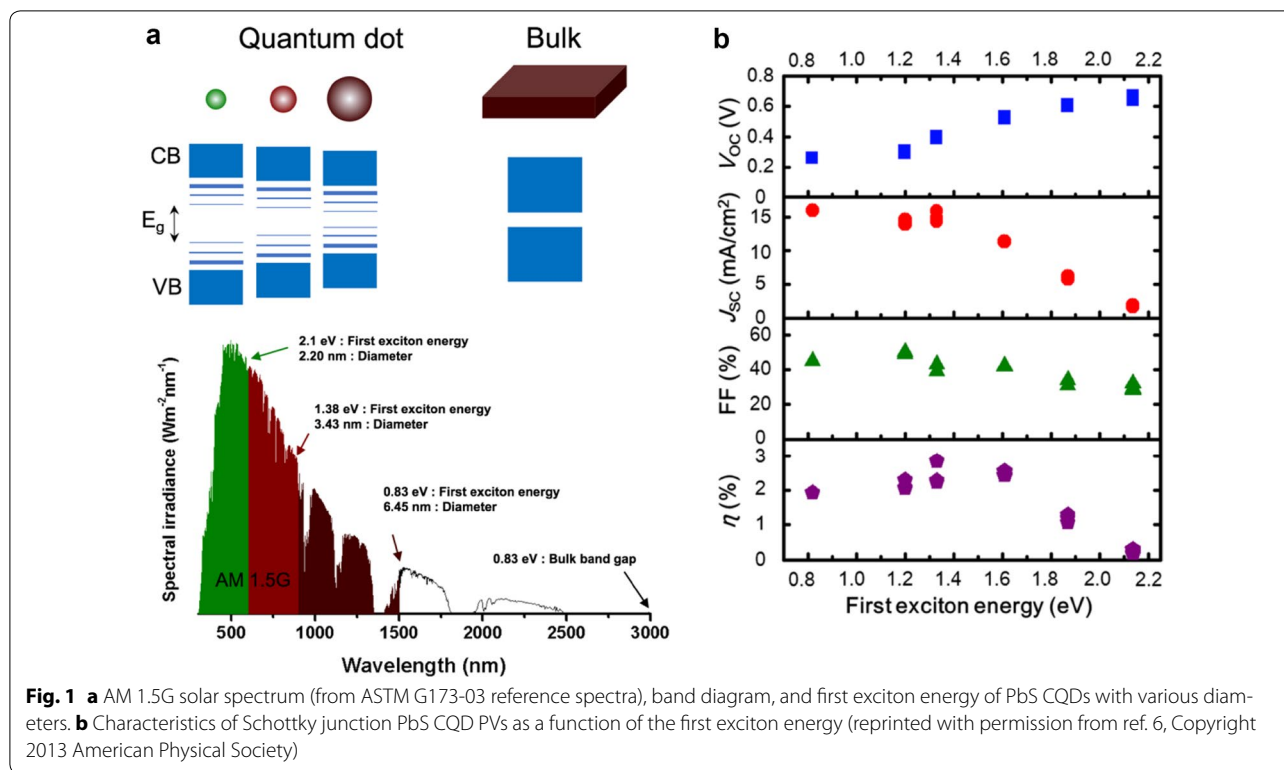 a
Quantum dot
Bulk
CB
E_g
VB
2.1 eV : First exciton energy
2.20 nm : Diameter
1.38 eV : First exciton energy
3.43 nm : Diameter
0.83 eV : First exciton energy
6.45 nm : Diameter
0.83 eV : Bulk band gap
AM 1.5G
Spectral irradiance (Wm⁻²nm⁻¹)
500 1000 1500 2000 2500 3000
Wavelength (nm)
b
0.8 1.0 1.2 1.4 1.6 1.8 2.0 2.2
V_OC (V)
0.8
0.6
0.4
0.2
0
J_SC (mA/cm²)
15
10
5
0
FF (%)
60
40
20
0
η (%)
3
2
1
0
0.8 1.0 1.2 1.4 1.6 1.8 2.0 2.2
First exciton energy (eV)
Fig. 1 a AM 1.5G solar spectrum (from ASTM G173-03 reference spectra), band diagram, and first exciton energy of PbS CQDs with various diam-
eters. b Characteristics of Schottky junction PbS CQD PVs as a function of the first exciton energy (reprinted with permission from ref. 6, Copyright
2013 American Physical Society)